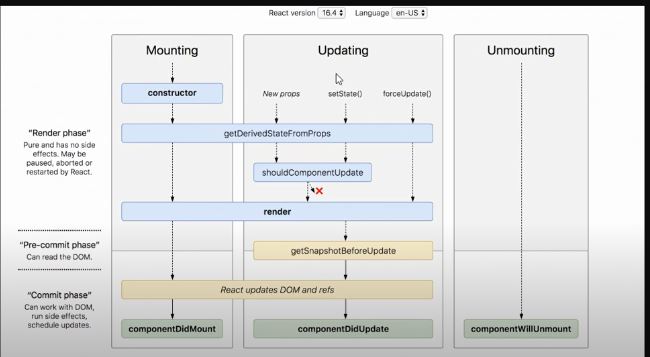 React version 16.4 Language en-US
Mounting
Updating
Unmounting
constructor
New props
setState()
forceUpdate()
"Render phase"
Pure and has no side
effects. May be
paused, aborted or
restarted by React.
getDerivedStateFromProps
shouldComponentUpdate
render
"Pre-commit phase"
Can read the DOM.
getSnapshotBeforeUpdate
"Commit phase"
Can work with DOM,
run side effects,
schedule updates.
React updates DOM and refs
componentDidMount
componentDidUpdate
componentWillUnmount